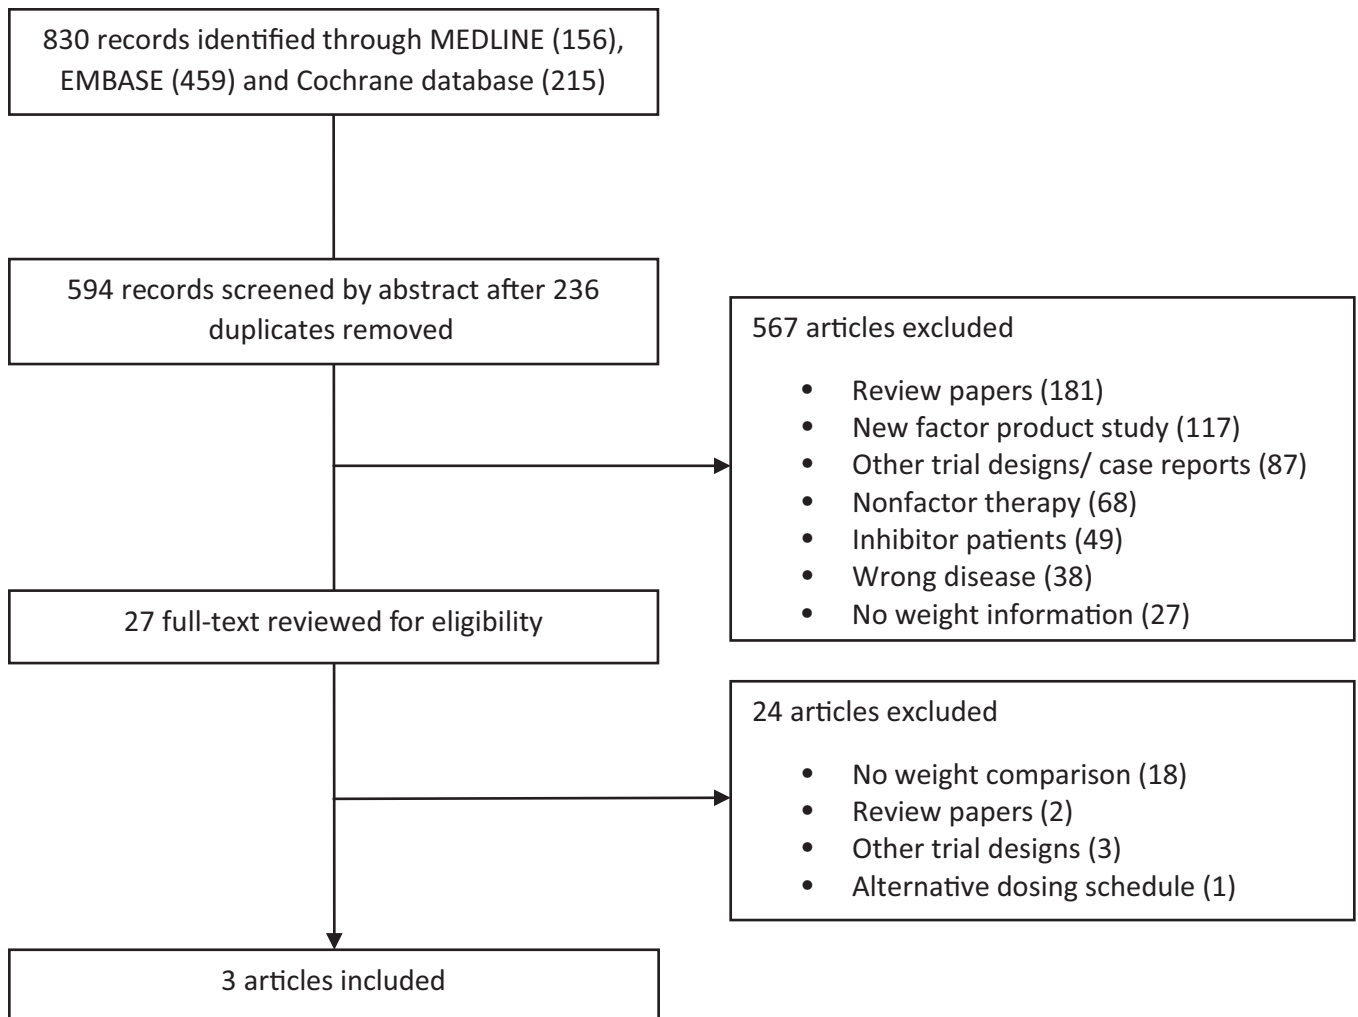 830 records identified through MEDLINE (156),
EMBASE (459) and Cochrane database (215)
594 records screened by abstract after 236
duplicates removed
567 articles excluded
• Review papers (181)
• New factor product study (117)
• Other trial designs/ case reports (87)
• Nonfactor therapy (68)
• Inhibitor patients (49)
• Wrong disease (38)
• No weight information (27)
27 full-text reviewed for eligibility
24 articles excluded
• No weight comparison (18)
• Review papers (2)
• Other trial designs (3)
• Alternative dosing schedule (1)
3 articles included